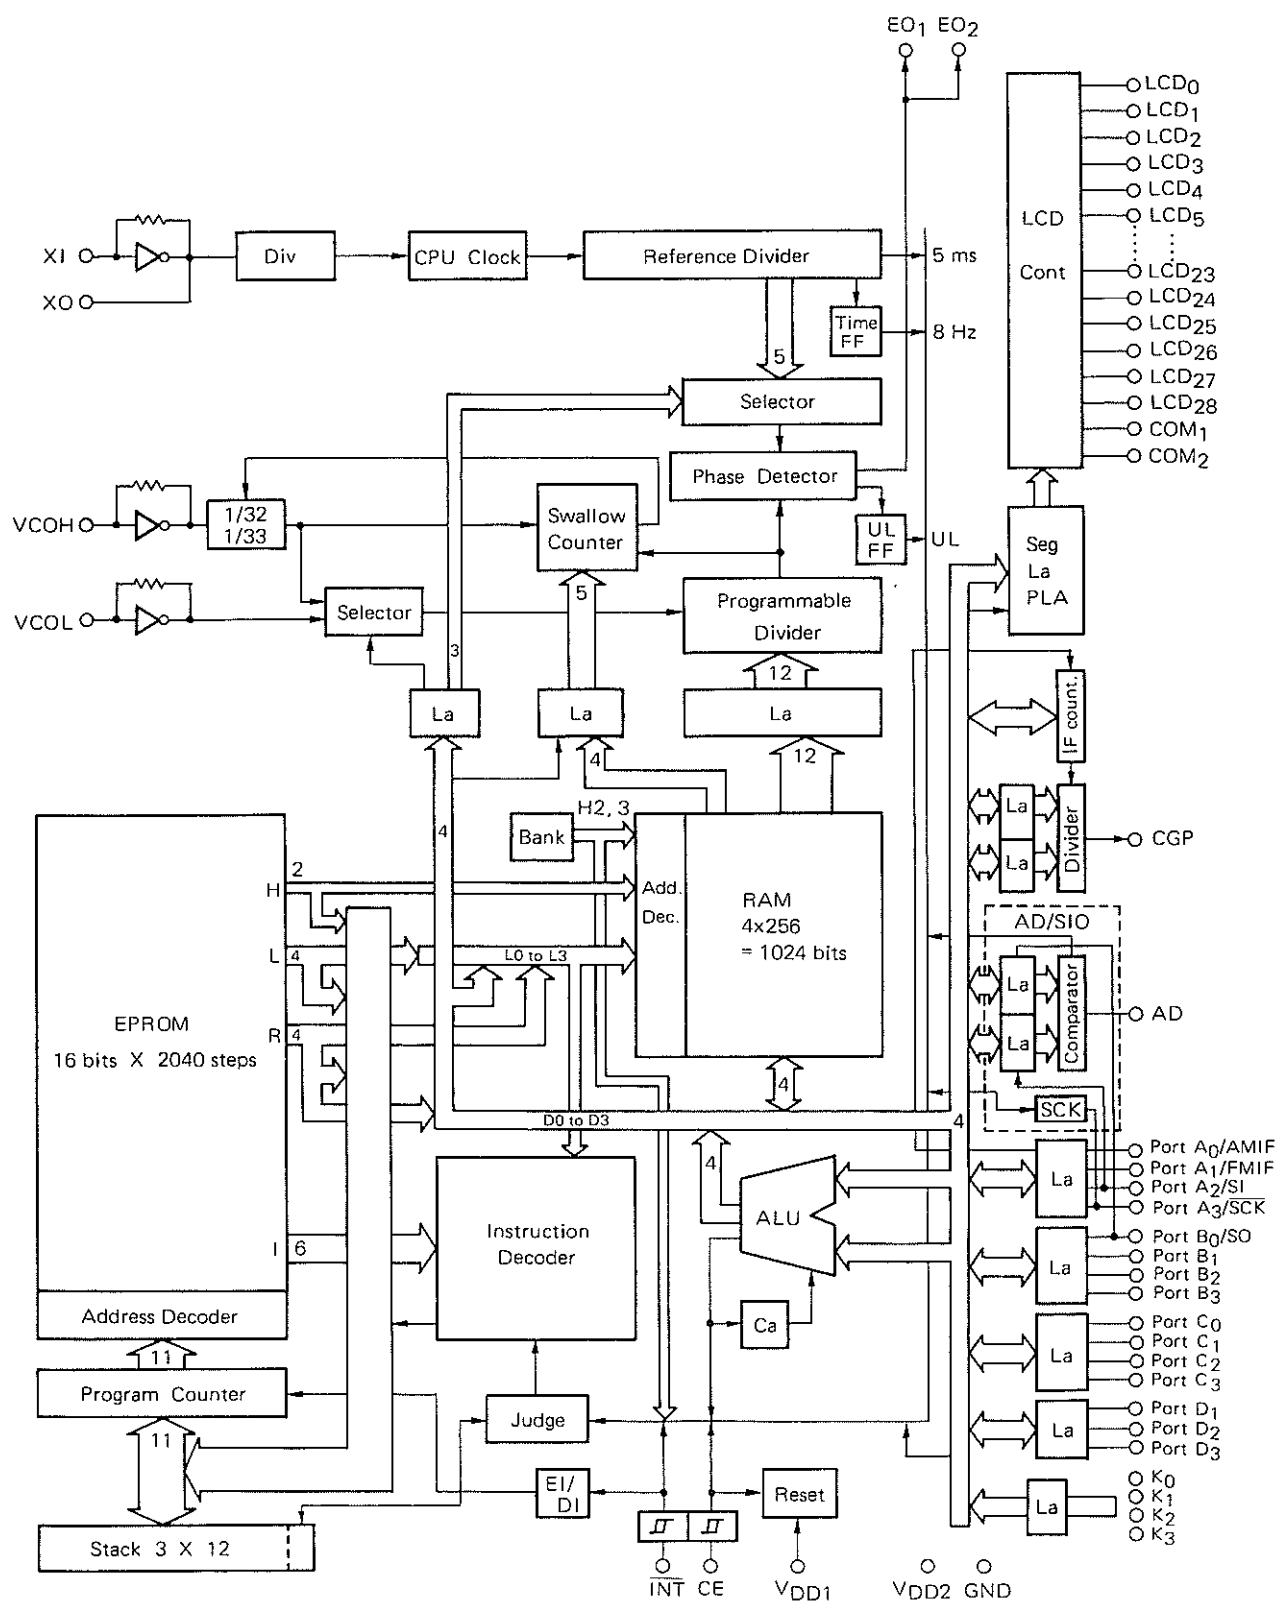 EO1 EO2
LCD0
LCD1
LCD2
LCD3
LCD4
LCD5
LCD23
LCD24
LCD25
LCD26
LCD27
LCD28
COM1
COM2
LCD
Cont
XI
XO
Div
CPU Clock
Reference Divider
5 ms
Time
FF
8 Hz
5
Selector
Phase Detector
UL
FF
UL
VCOH
1/32
1/33
Swallow
Counter
5
VCOL
Selector
3
Programmable
Divider
12
Seg
La
PLA
La
La
La
4
12
IF count.
La
La
Divider
CGP
H2, 3
Bank
4
EPROM
16 bits X 2040 steps
H
2
L
4
R
4
I
6
L0 to L3
Add.
Dec.
RAM
4x256
= 1024 bits
4
D0 to D3
4
AD/SIO
La
La
Comparator
AD
SCK
4
ALU
Instruction
Decoder
Address Decoder
11
Program Counter
11
Stack 3 X 12
Judge
Ca
EI/
DI
Reset
La
Port A0/AMIF
Port A1/FMIF
Port A2/SI
Port A3/S̅C̅K̅
La
Port B0/SO
Port B1
Port B2
Port B3
La
Port C0
Port C1
Port C2
Port C3
La
Port D1
Port D2
Port D3
La
K0
K1
K2
K3
I̅N̅T̅ CE VDD1 VDD2 GND